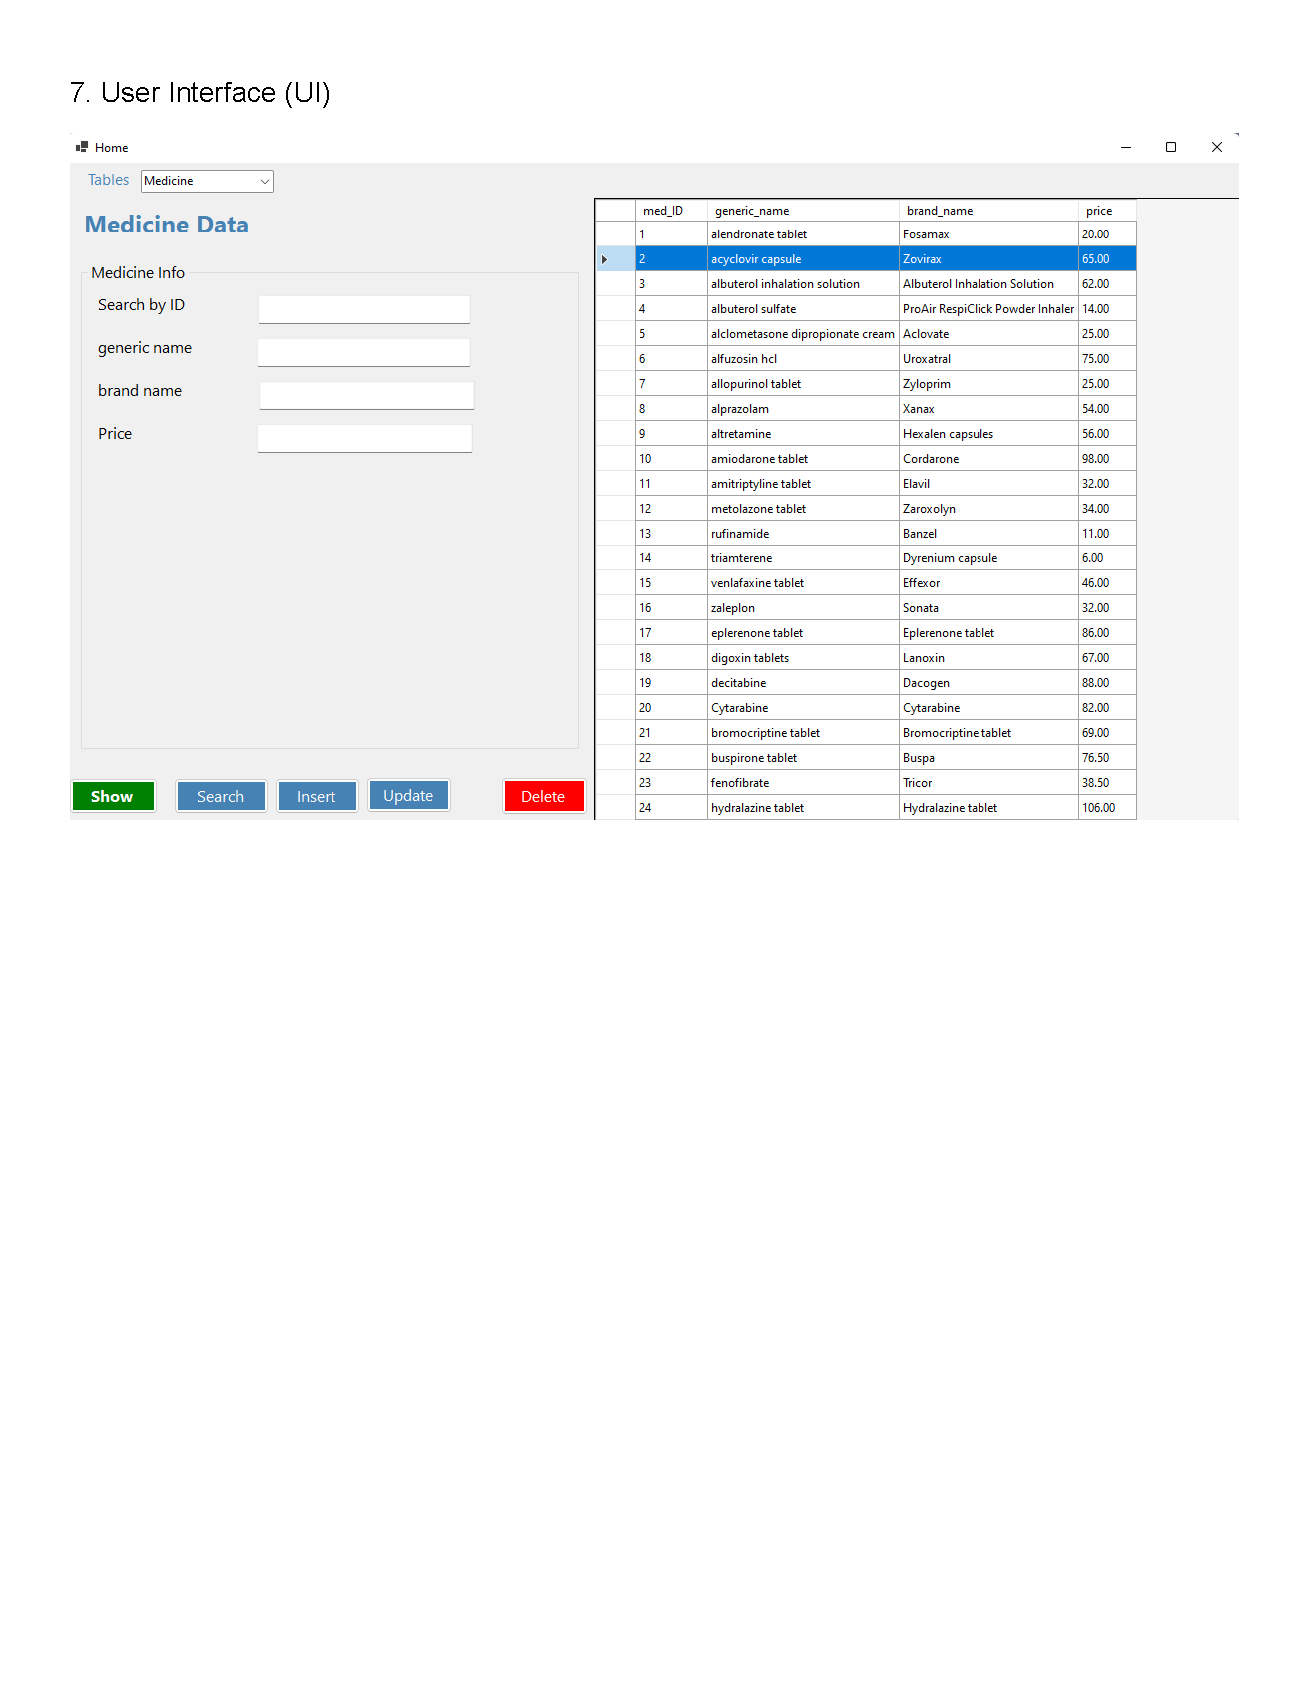 7. User Interface (UI)
Home
Tables Medicine
Medicine Data
Medicine Info
Search by ID
generic name
brand name
Price
Show Search Insert Update Delete
med_ID generic_name brand_name price
1 alendronate tablet Fosamax 20.00
2 acyclovir capsule Zovirax 65.00
3 albuterol inhalation solution Albuterol Inhalation Solution 62.00
4 albuterol sulfate ProAir RespiClick Powder Inhaler 14.00
5 alclometasone dipropionate cream Aclovate 25.00
6 alfuzosin hcl Uroxatral 75.00
7 allopurinol tablet Zyloprim 25.00
8 alprazolam Xanax 54.00
9 altretamine Hexalen capsules 56.00
10 amiodarone tablet Cordarone 98.00
11 amitriptyline tablet Elavil 32.00
12 metolazone tablet Zaroxolyn 34.00
13 rufinamide Banzel 11.00
14 triamterene Dyrenium capsule 6.00
15 venlafaxine tablet Effexor 46.00
16 zaleplon Sonata 32.00
17 eplerenone tablet Eplerenone tablet 86.00
18 digoxin tablets Lanoxin 67.00
19 decitabine Dacogen 88.00
20 Cytarabine Cytarabine 82.00
21 bromocriptine tablet Bromocriptine tablet 69.00
22 buspirone tablet Buspa 76.50
23 fenofibrate Tricor 38.50
24 hydralazine tablet Hydralazine tablet 106.00